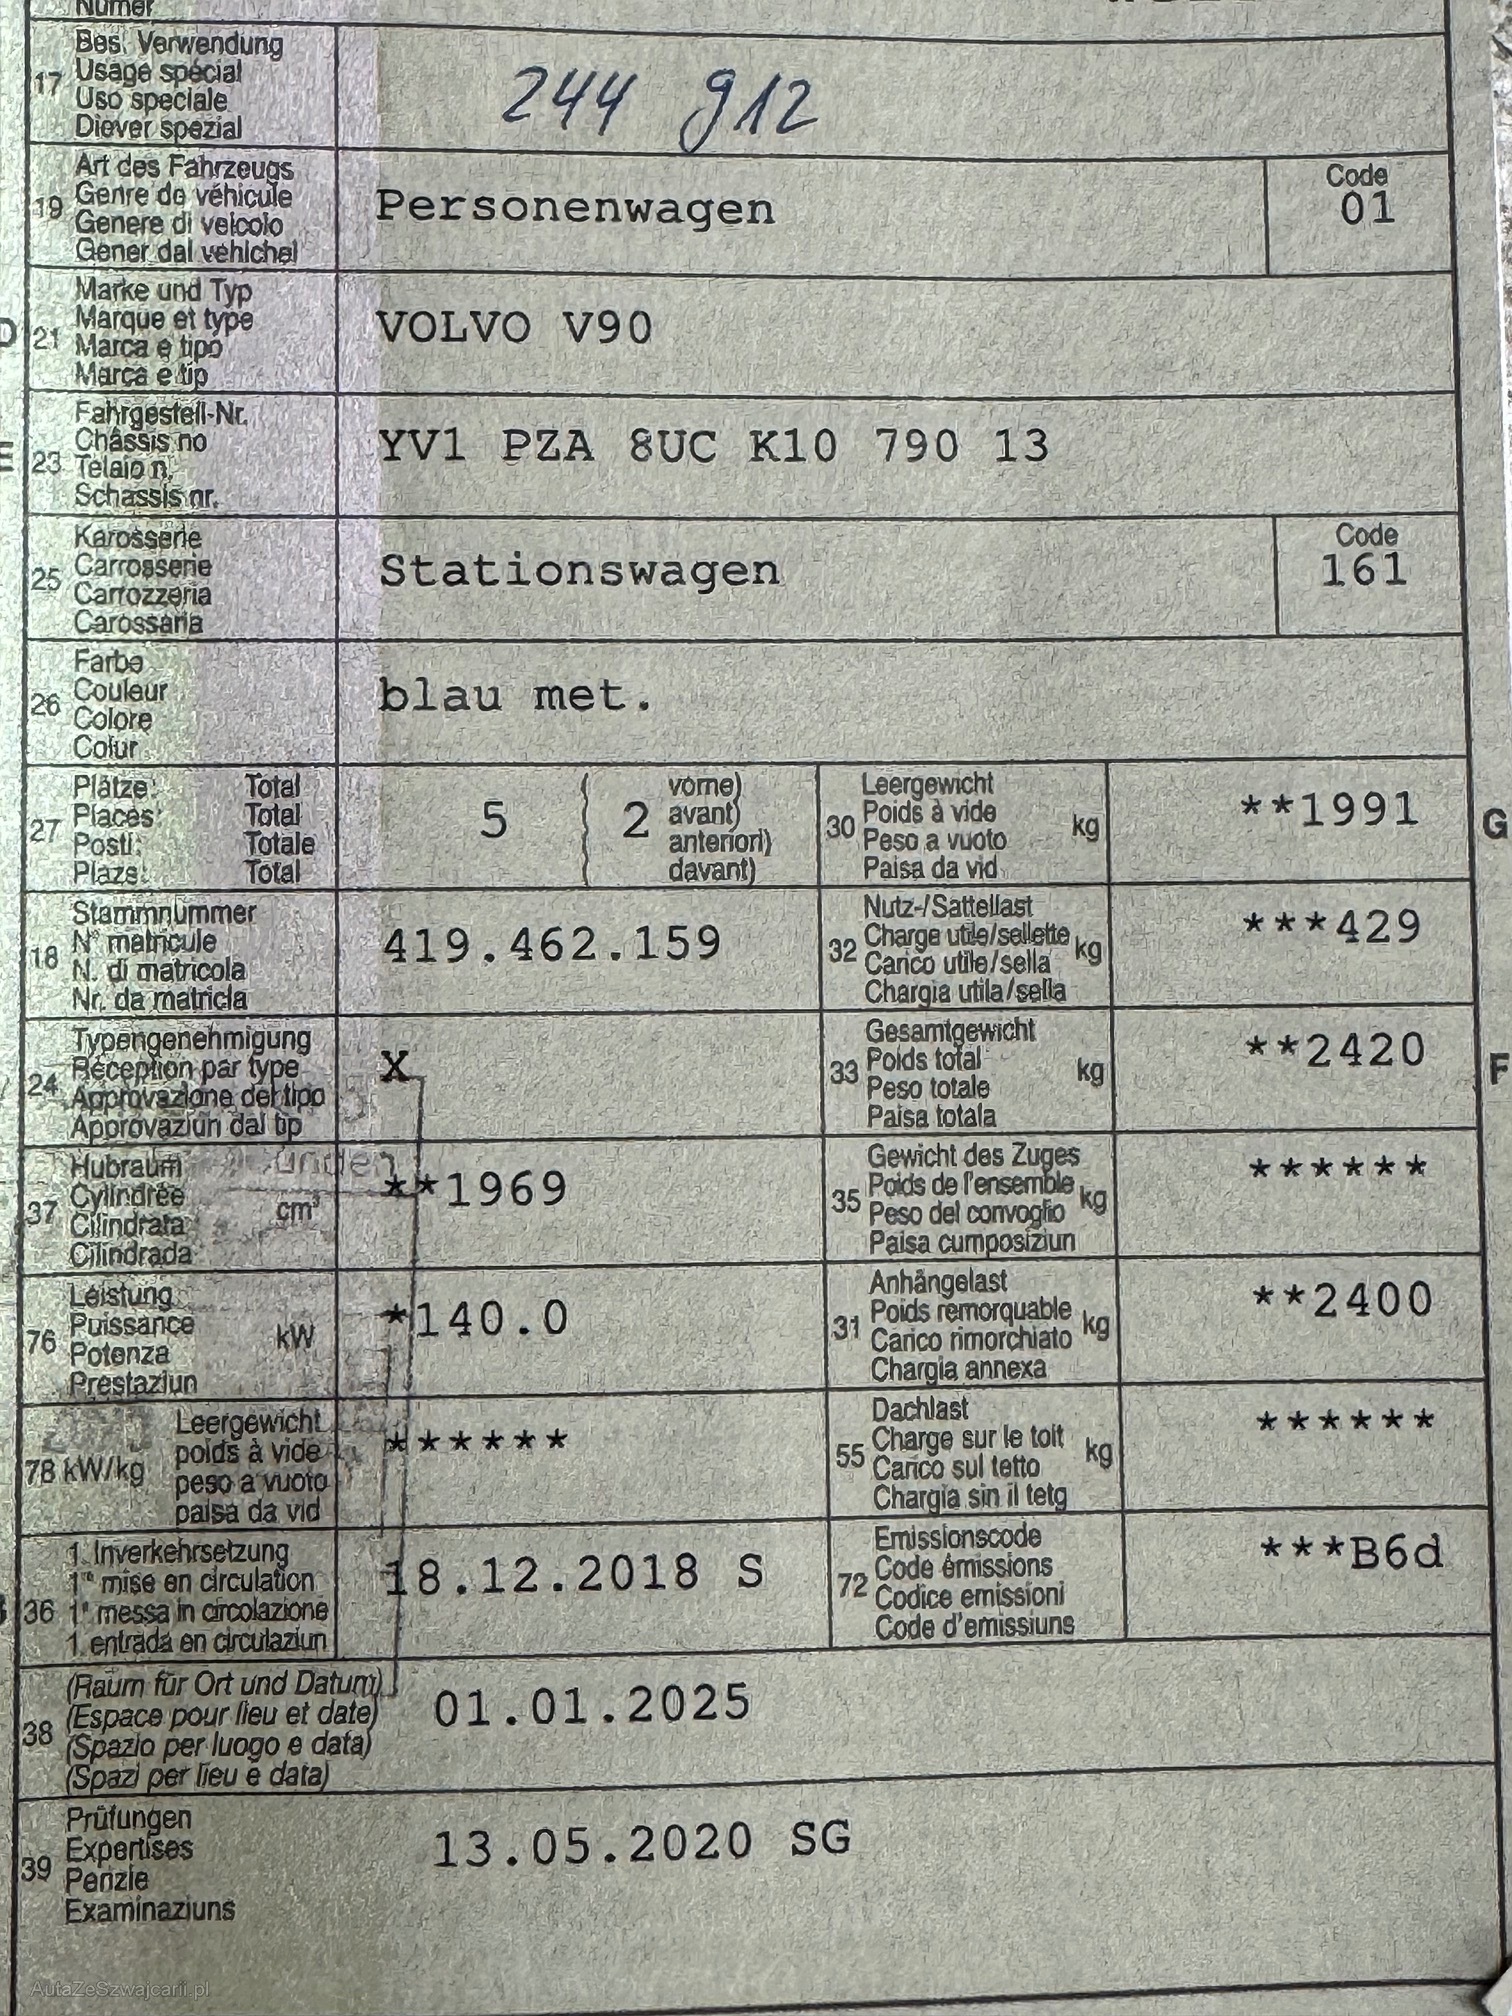 Numer
17 Bes. Verwendung
Usage spécial
Uso speciale
Diever spezial
244 g12
19 Art des Fahrzeugs
Genre de véhicule
Genere di veicolo
Gener dal vehichel
Personenwagen
Code
01
D
21 Marke und Typ
Marque et type
Marca e tipo
Marca e tip
VOLVO V90
E
23 Fahrgestell-Nr.
Châssis no
Telaio n.
Schassis nr.
YV1 PZA 8UC K10 790 13
25 Karosserie
Carrosserie
Carrozzeria
Carossaria
Stationswagen
Code
161
26 Farbe
Couleur
Colore
Colur
blau met.
27 Plätze: Total
Places: Total
Posti: Totale
Plazs: Total
5 2 vorne)
avant)
anteriori)
davant)
30 Leergewicht
Poids à vide
Peso a vuoto
Paisa da vid
kg
**1991
G
18 Stammnummer
N° matricule
N. di matricola
Nr. da matricla
419.462.159
32 Nutz-/Sattellast
Charge utile/sellette
Carico utile/sella
Chargia utila/sella
kg
***429
24 Typengenehmigung
Réception par type
Approvazione del tipo
Approvaziun dal tip
X
33 Gesamtgewicht
Poids total
Peso totale
Paisa totala
kg
**2420
F
37 Hubraum
Cylindrée
Cilindrata
Cilindrada
cm³
**1969
35 Gewicht des Zuges
Poids de l'ensemble
Peso del convoglio
Paisa cumposiziun
kg
******
76 Leistung
Puissance
Potenza
Prestaziun
kW
*140.0
31 Anhängelast
Poids remorquable
Carico rimorchiato
Chargia annexa
kg
**2400
78 kW/kg
Leergewicht
poids à vide
peso a vuoto
paisa da vid
******
55 Dachlast
Charge sur le toit
Carico sul tetto
Chargia sin il tetg
kg
******
36 1. Inverkehrsetzung
1re mise en circulation
1a messa in circolazione
1. entrada en circulaziun
18.12.2018 S
72 Emissionscode
Code émissions
Codice emissioni
Code d'emissiuns
***B6d
38 (Raum für Ort und Datum)
(Espace pour lieu et date)
(Spazio per luogo e data)
(Spazi per lieu e data)
01.01.2025
39 Prüfungen
Expertises
Perizie
Examinaziuns
13.05.2020 SG
AutaZeSzwajcarii.pl